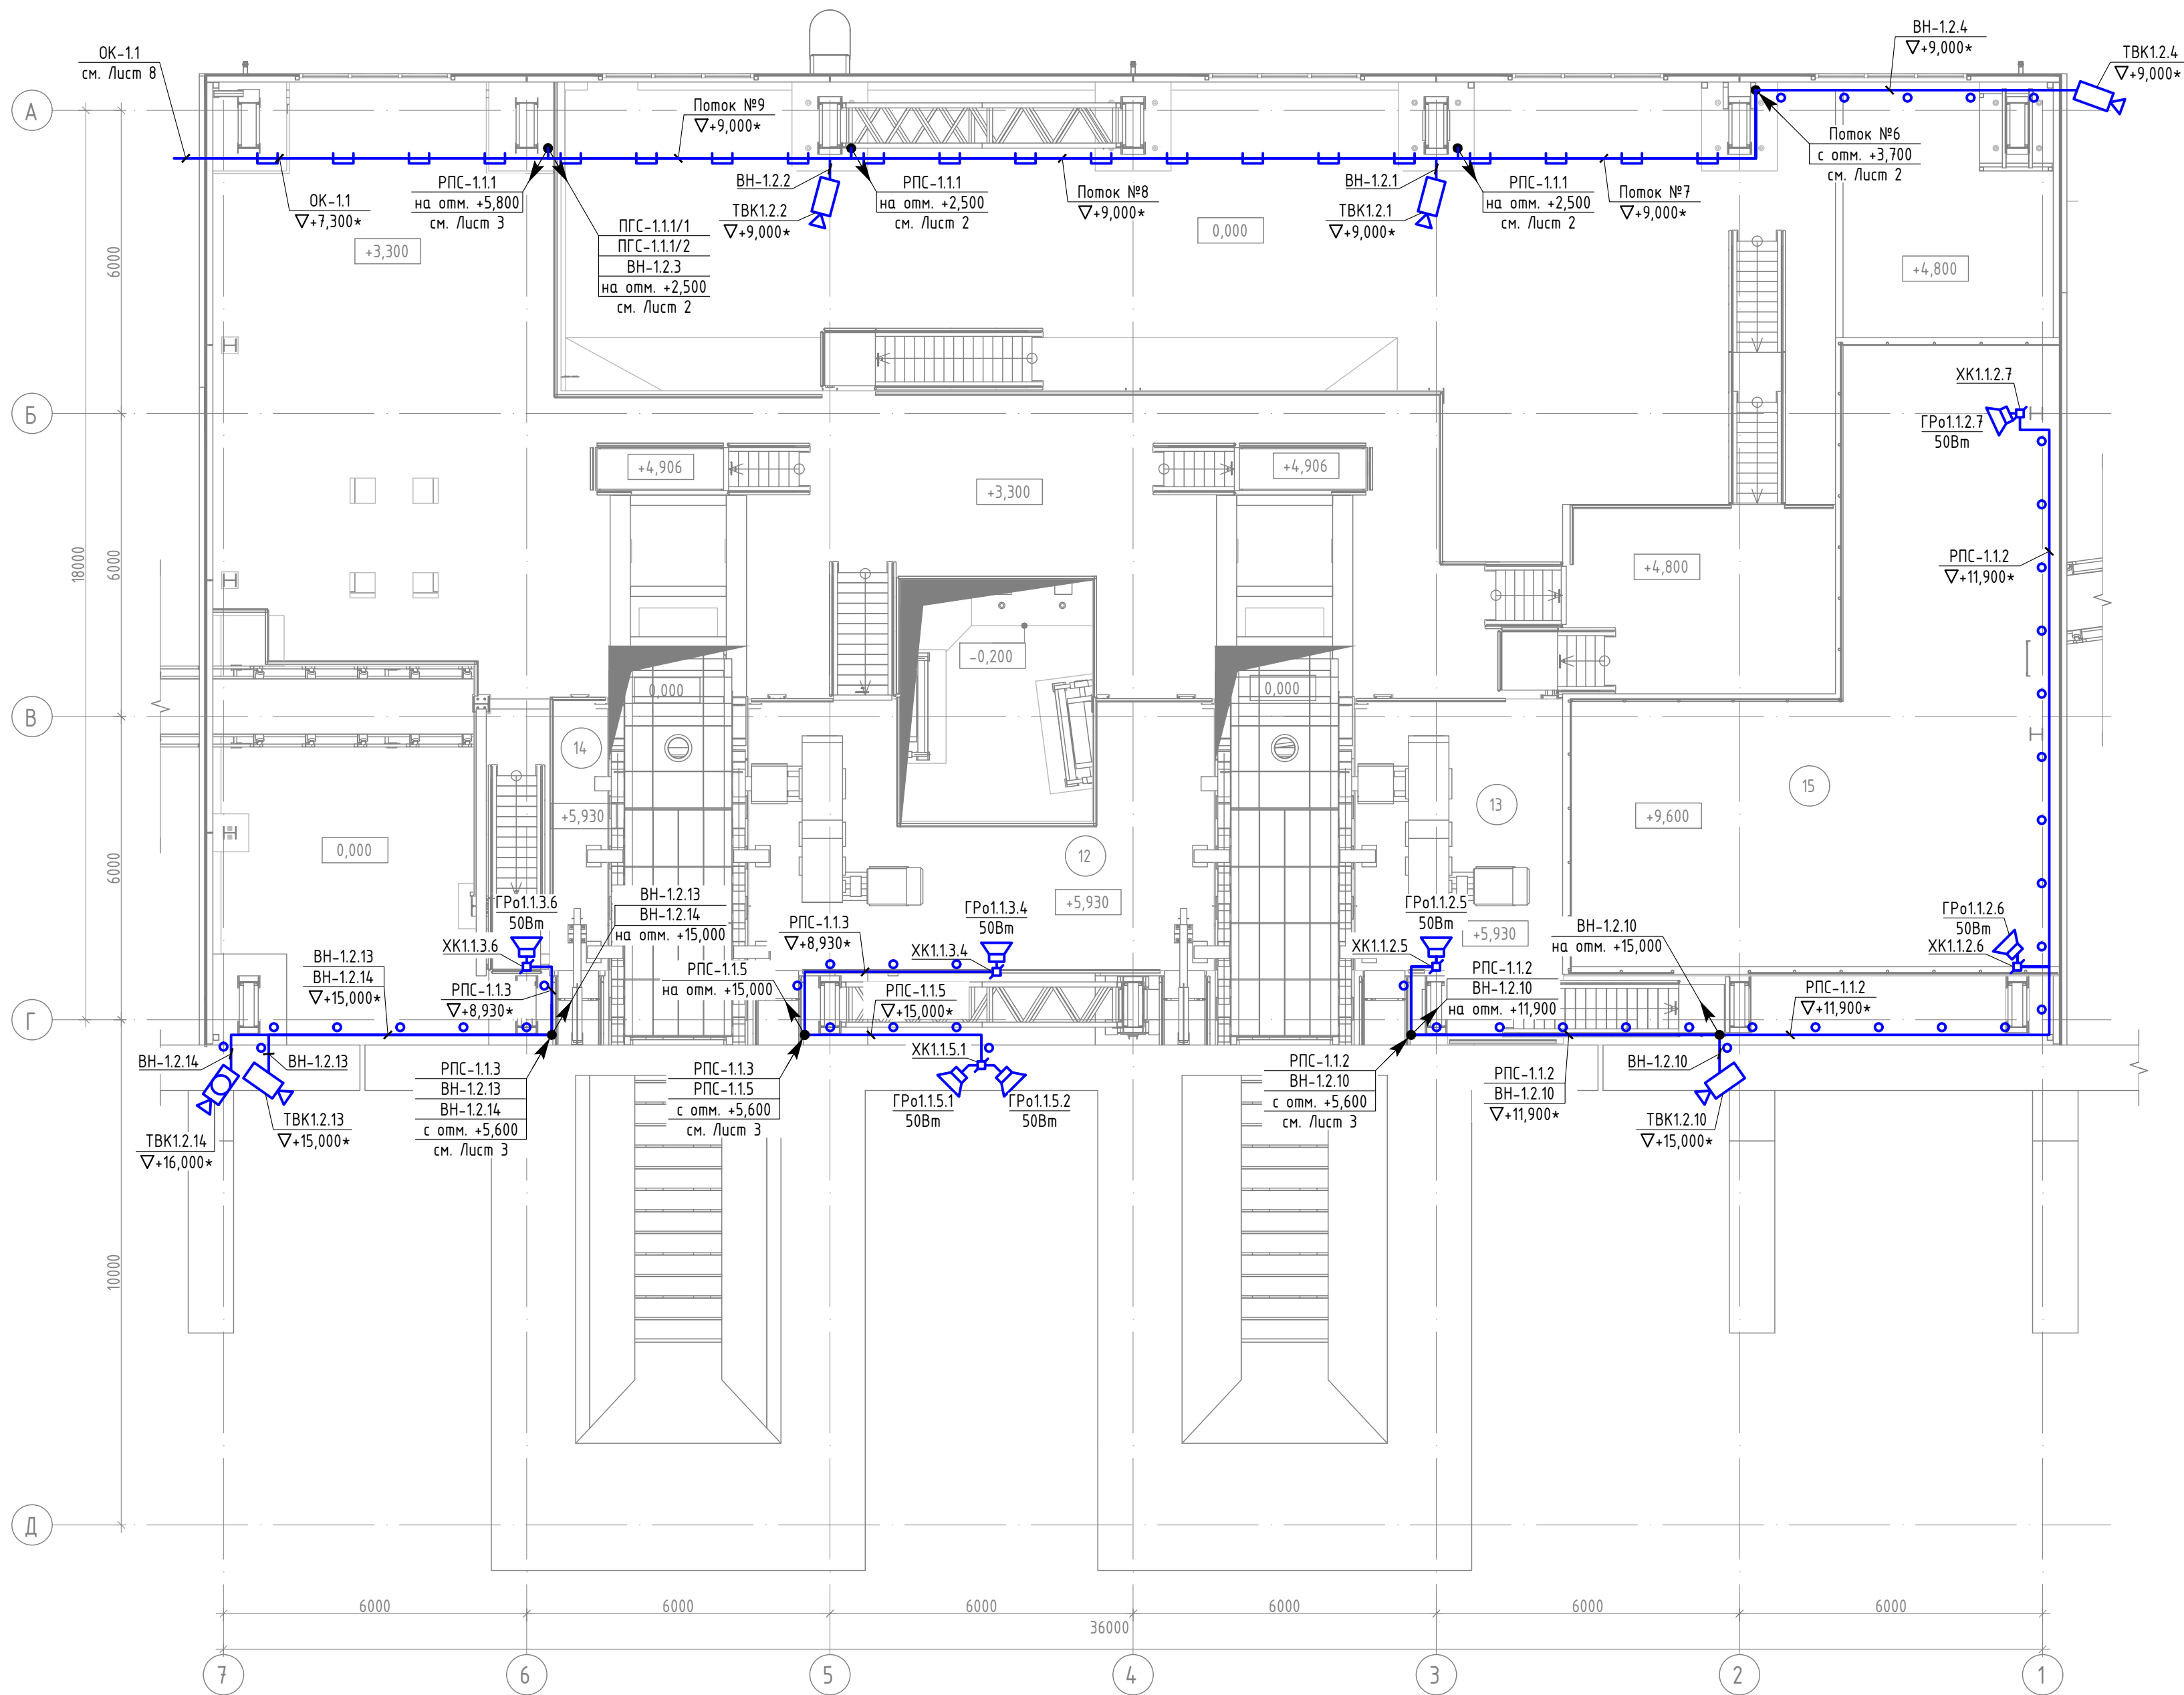 ОК-1.1
см. Лист 8
ВН-1.2.4
▽+9,000*
ТВК1.2.4
▽+9,000*
А
Поток №9
▽+9,000*
Поток №6
с отм. +3,700
см. Лист 2
ОК-1.1
▽+7,300*
РПС-1.1.1
на отм. +5,800
см. Лист 3
ПГС-1.1.1/1
ПГС-1.1.1/2
ВН-1.2.3
на отм. +2,500
см. Лист 2
ВН-1.2.2
ТВК1.2.2
▽+9,000*
РПС-1.1.1
на отм. +2,500
см. Лист 2
Поток №8
▽+9,000*
ВН-1.2.1
ТВК1.2.1
▽+9,000*
РПС-1.1.1
на отм. +2,500
см. Лист 2
Поток №7
▽+9,000*
+3,300
0,000
+4,800
6000
ХК1.1.2.7
ГРо1.1.2.7
50Вт
Б
+4,906
+4,906
+3,300
18000
6000
+4,800
РПС-1.1.2
▽+11,900*
-0,200
0,000
0,000
В
14
13
15
+5,930
+9,600
0,000
12
6000
+5,930
+5,930
ГРо1.1.3.6
50Вт
ХК1.1.3.6
ВН-1.2.13
ВН-1.2.14
на отм. +15,000
РПС-1.1.3
▽+8,930*
ГРо1.1.3.4
50Вт
ХК1.1.3.4
ГРо1.1.2.5
50Вт
ХК1.1.2.5
ВН-1.2.10
на отм. +15,000
ГРо1.1.2.6
50Вт
ХК1.1.2.6
ВН-1.2.13
ВН-1.2.14
▽+15,000*
РПС-1.1.3
▽+8,930*
РПС-1.1.5
на отм. +15,000
РПС-1.1.5
▽+15,000*
РПС-1.1.2
ВН-1.2.10
на отм. +11,900
РПС-1.1.2
▽+11,900*
Г
ВН-1.2.14
ВН-1.2.13
ТВК1.2.13
▽+15,000*
ТВК1.2.14
▽+16,000*
РПС-1.1.3
ВН-1.2.13
ВН-1.2.14
с отм. +5,600
см. Лист 3
РПС-1.1.3
РПС-1.1.5
с отм. +5,600
см. Лист 3
ХК1.1.5.1
ГРо1.1.5.1
50Вт
ГРо1.1.5.2
50Вт
РПС-1.1.2
ВН-1.2.10
с отм. +5,600
см. Лист 3
РПС-1.1.2
ВН-1.2.10
▽+11,900*
ВН-1.2.10
ТВК1.2.10
▽+15,000*
10000
Д
6000
6000
6000
6000
6000
6000
36000
7
6
5
4
3
2
1